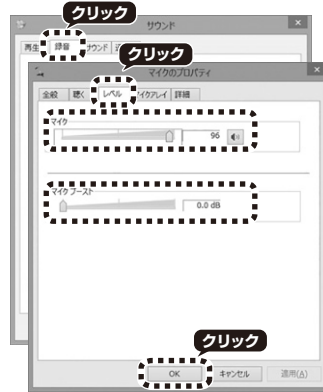 クリック
サウンド
再生 録音 サウンド
クリック
マイクのプロパティ
全般 聴く レベル マイクアレイ 詳細
マイク
96
マイク ブースト
0.0 dB
クリック
OK キャンセル 適用(A)